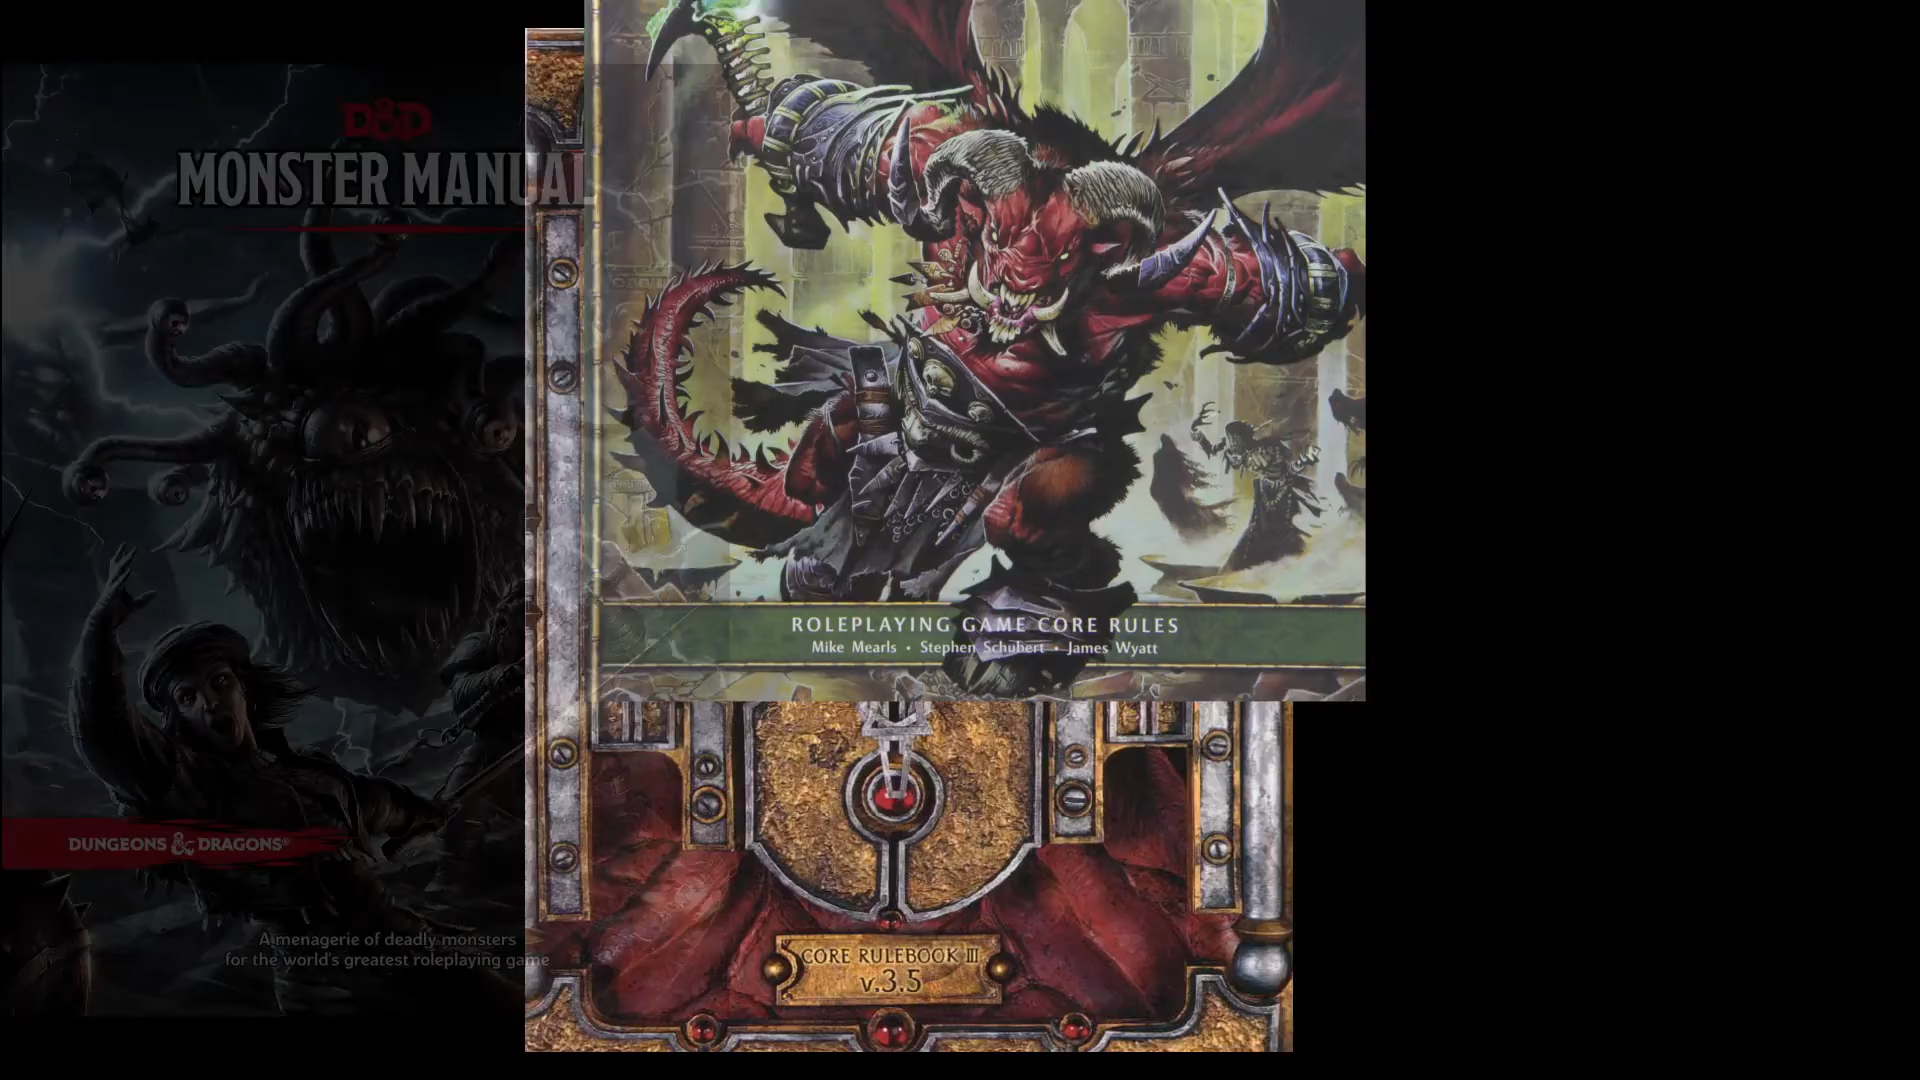 D&D
MONSTER MANUAL
DUNGEONS & DRAGONS®
A menagerie of deadly monsters
for the world's greatest roleplaying game
ROLEPLAYING GAME CORE RULES
Mike Mearls • Stephen Schubert • James Wyatt
CORE RULEBOOK III
v.3.5